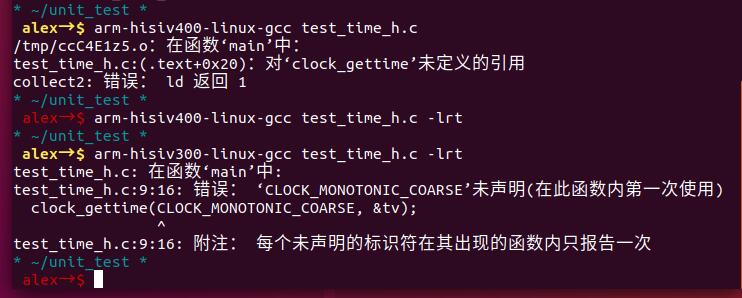 * ~/unit_test *
alex→$ arm-hisiv400-linux-gcc test_time_h.c
/tmp/ccC4E1z5.o：在函数‘main’中：
test_time_h.c:(.text+0x20)：对‘clock_gettime’未定义的引用
collect2: 错误： ld 返回 1
* ~/unit_test *
alex→$ arm-hisiv400-linux-gcc test_time_h.c -lrt
* ~/unit_test *
alex→$ arm-hisiv300-linux-gcc test_time_h.c -lrt
test_time_h.c: 在函数‘main’中:
test_time_h.c:9:16: 错误： ‘CLOCK_MONOTONIC_COARSE’未声明(在此函数内第一次使用)
clock_gettime(CLOCK_MONOTONIC_COARSE, &tv);
^
test_time_h.c:9:16: 附注： 每个未声明的标识符在其出现的函数内只报告一次
* ~/unit_test *
alex→$